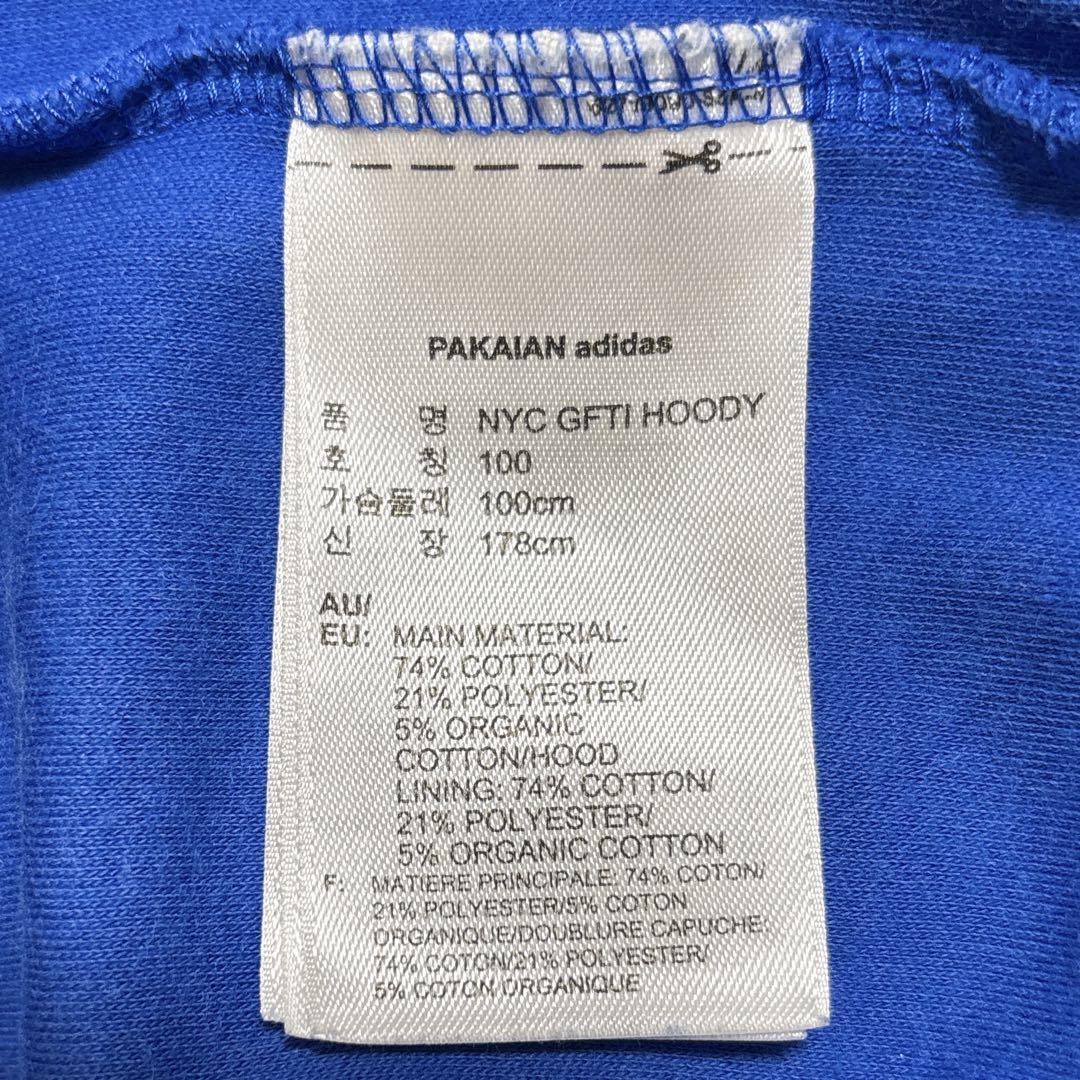 PAKAIAN adidas
품 명 NYC GFTI HOODY
호 칭 100
가슴둘레 100cm
신 장 178cm
AU/
EU: MAIN MATERIAL:
74% COTTON/
21% POLYESTER/
5% ORGANIC
COTTON/HOOD
LINING: 74% COTTON/
21% POLYESTER/
5% ORGANIC COTTON
F: MATIERE PRINCIPALE: 74% COTON/
21% POLYESTER/5% COTON
ORGANIQUE/DOUBLURE CAPUCHE:
74% COTON/21% POLYESTER/
5% COTON ORGANIQUE